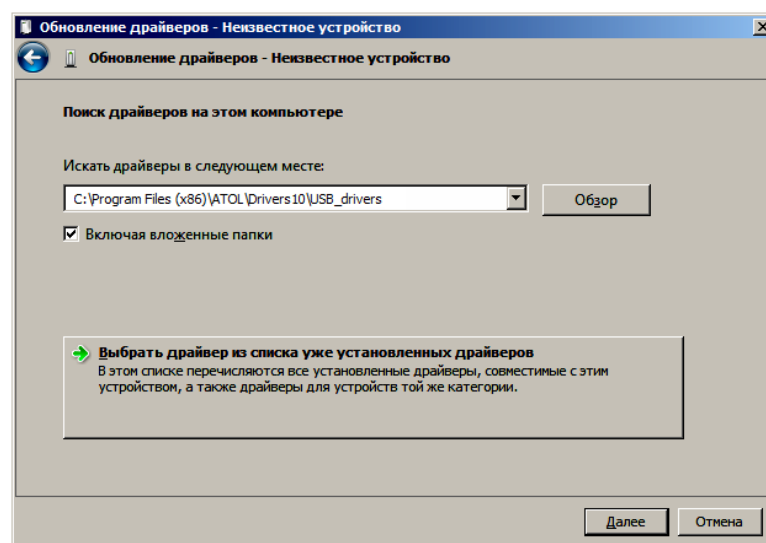 Обновление драйверов - Неизвестное устройство
Обновление драйверов - Неизвестное устройство
Поиск драйверов на этом компьютере
Искать драйверы в следующем месте:
C:\Program Files (x86)\ATOL\Drivers10\USB_drivers
Обзор
Включая вложенные папки
Выбрать драйвер из списка уже установленных драйверов
В этом списке перечисляются все установленные драйверы, совместимые с этим
устройством, а также драйверы для устройств той же категории.
Далее Отмена